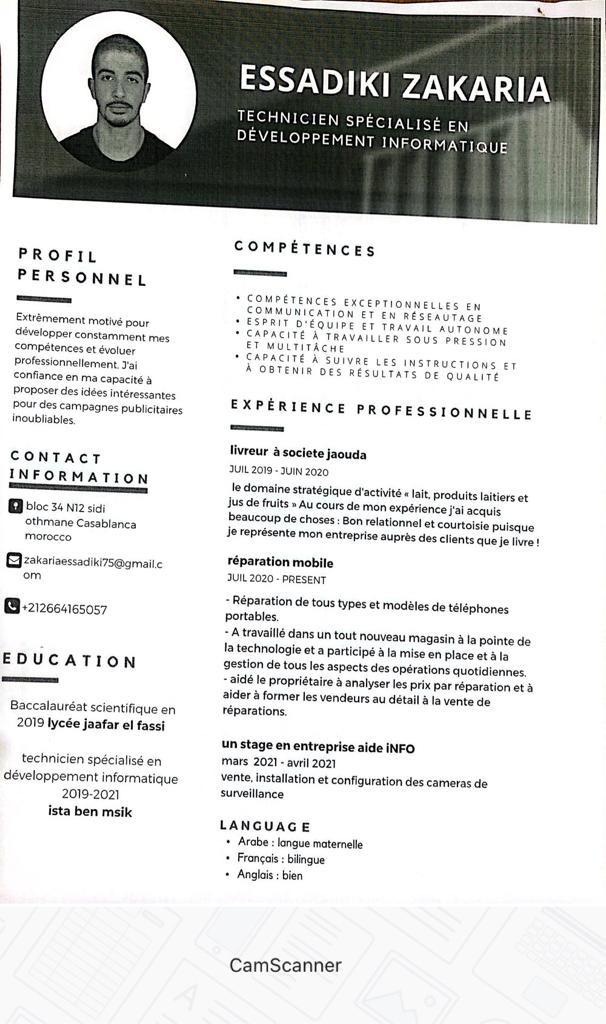 ESSADIKI ZAKARIA
TECHNICIEN SPÉCIALISÉ EN
DÉVELOPPEMENT INFORMATIQUE
PROFIL
PERSONNEL
Extrêmement motivé pour
développer constamment mes
compétences et évoluer
professionnellement. J'ai
confiance en ma capacité à
proposer des idées intéressantes
pour des campagnes publicitaires
inoubliables.
CONTACT
INFORMATION
bloc 34 N12 sidi
othmane Casablanca
morocco
zakariaessadiki75@gmail.c
om
+212664165057
EDUCATION
Baccalauréat scientifique en
2019 lycée jaafar el fassi
technicien spécialisé en
développement informatique
2019-2021
ista ben msik
COMPÉTENCES
• COMPÉTENCES EXCEPTIONNELLES EN
COMMUNICATION ET EN RÉSEAUTAGE
• ESPRIT D'ÉQUIPE ET TRAVAIL AUTONOME
• CAPACITÉ À TRAVAILLER SOUS PRESSION
ET MULTITÂCHE
• CAPACITÉ À SUIVRE LES INSTRUCTIONS ET
À OBTENIR DES RÉSULTATS DE QUALITÉ
EXPÉRIENCE PROFESSIONNELLE
livreur à societe jaouda
JUIL 2019 - JUIN 2020
le domaine stratégique d'activité « lait, produits laitiers et
jus de fruits » Au cours de mon expérience j'ai acquis
beaucoup de choses : Bon relationnel et courtoisie puisque
je représente mon entreprise auprès des clients que je livre !
réparation mobile
JUIL 2020 - PRESENT
- Réparation de tous types et modèles de téléphones
portables.
- A travaillé dans un tout nouveau magasin à la pointe de
la technologie et a participé à la mise en place et à la
gestion de tous les aspects des opérations quotidiennes.
- aidé le propriétaire à analyser les prix par réparation et à
aider à former les vendeurs au détail à la vente de
réparations.
un stage en entreprise aide iNFO
mars 2021 - avril 2021
vente, installation et configuration des cameras de
surveillance
LANGUAGE
• Arabe : langue maternelle
• Français : bilingue
• Anglais : bien
CamScanner